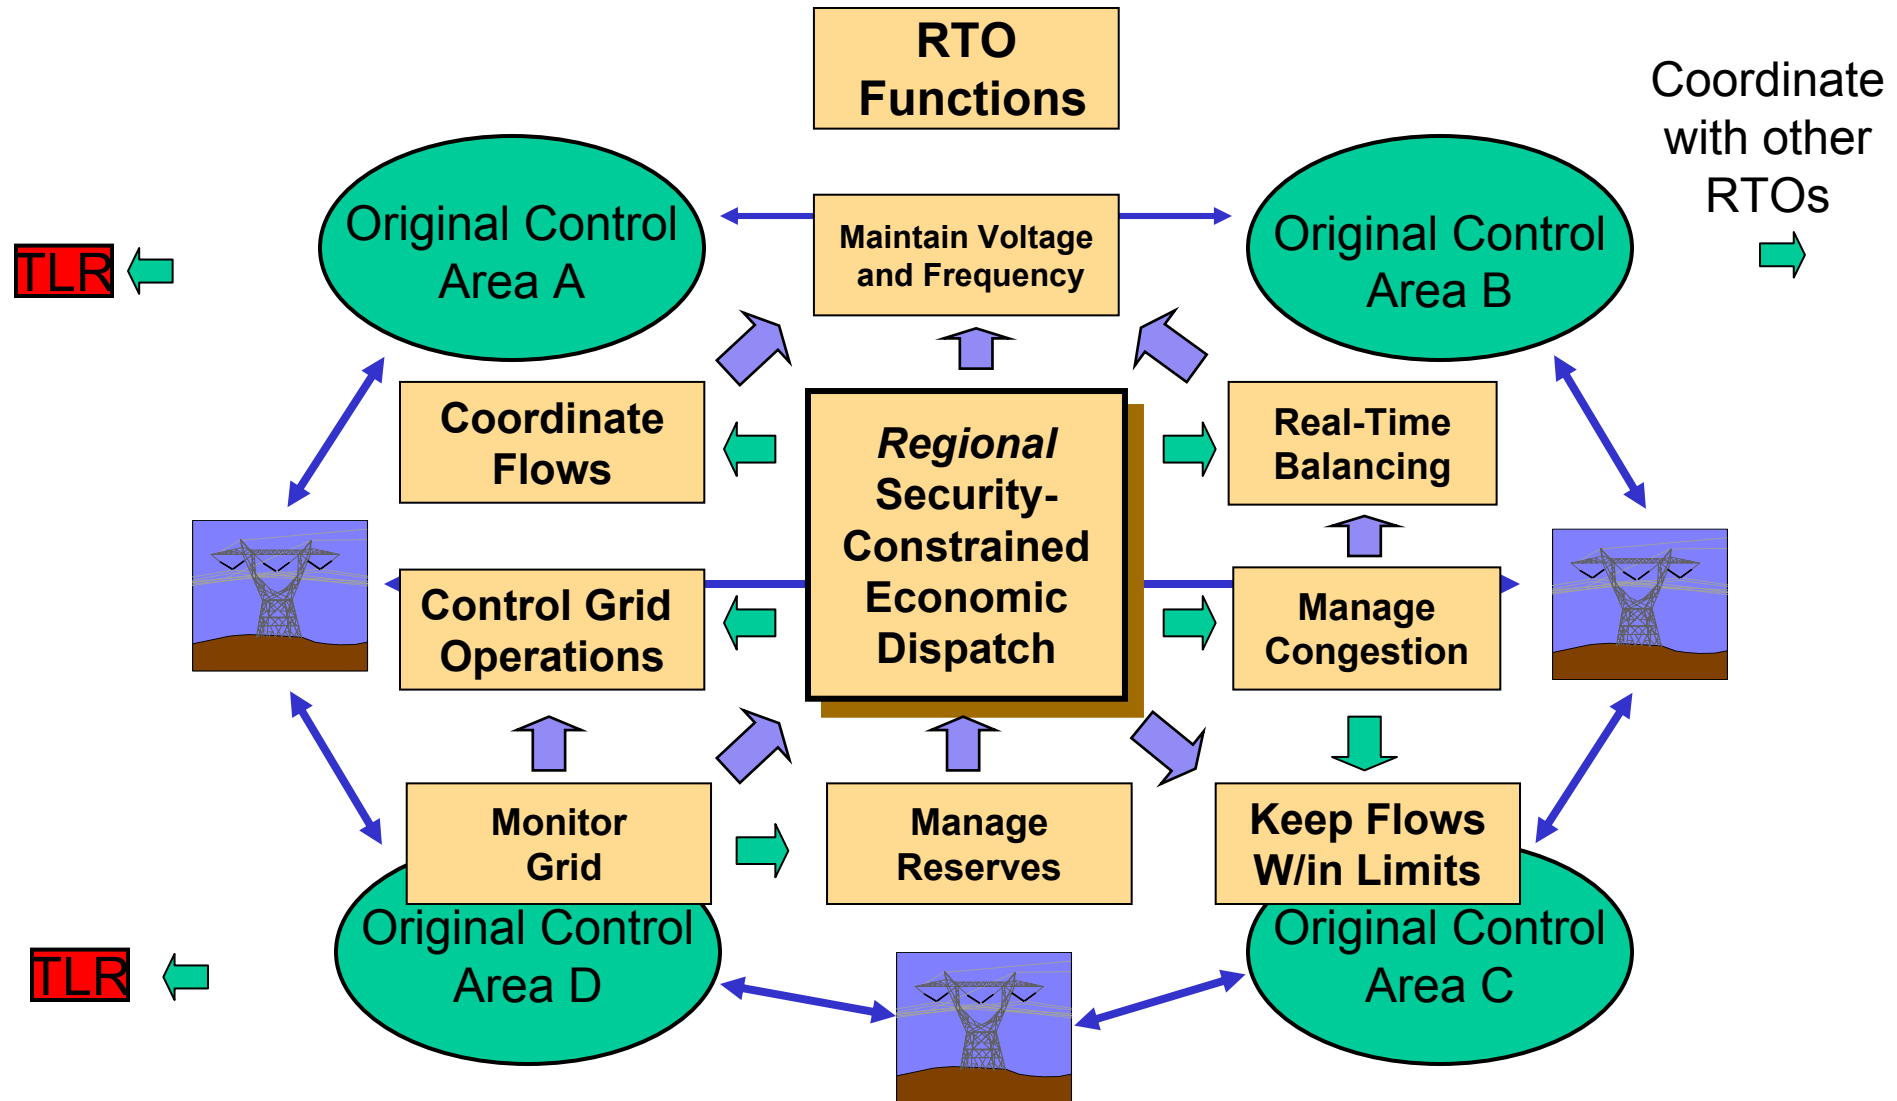 RTO
Functions
Coordinate
with other
RTOs
Original Control
Area A
Maintain Voltage
and Frequency
Original Control
Area B
TLR
Coordinate
Flows
Regional
Security-
Constrained
Economic
Dispatch
Real-Time
Balancing
Control Grid
Operations
Manage
Congestion
Monitor
Grid
Manage
Reserves
Keep Flows
W/in Limits
Original Control
Area D
Original Control
Area C
TLR